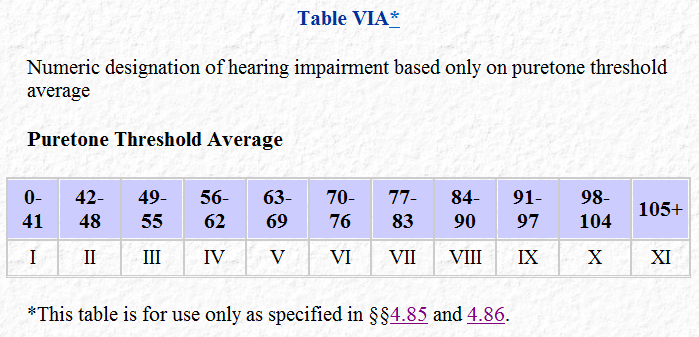 Table VIA*
Numeric designation of hearing impairment based only on puretone threshold
average
Puretone Threshold Average
0- 42- 49- 56- 63- 70- 77- 84- 91- 98- 105+
41 48 55 62 69 76 83 90 97 104
I II III IV V VI VII VIII IX X XI
*This table is for use only as specified in §§4.85 and 4.86.